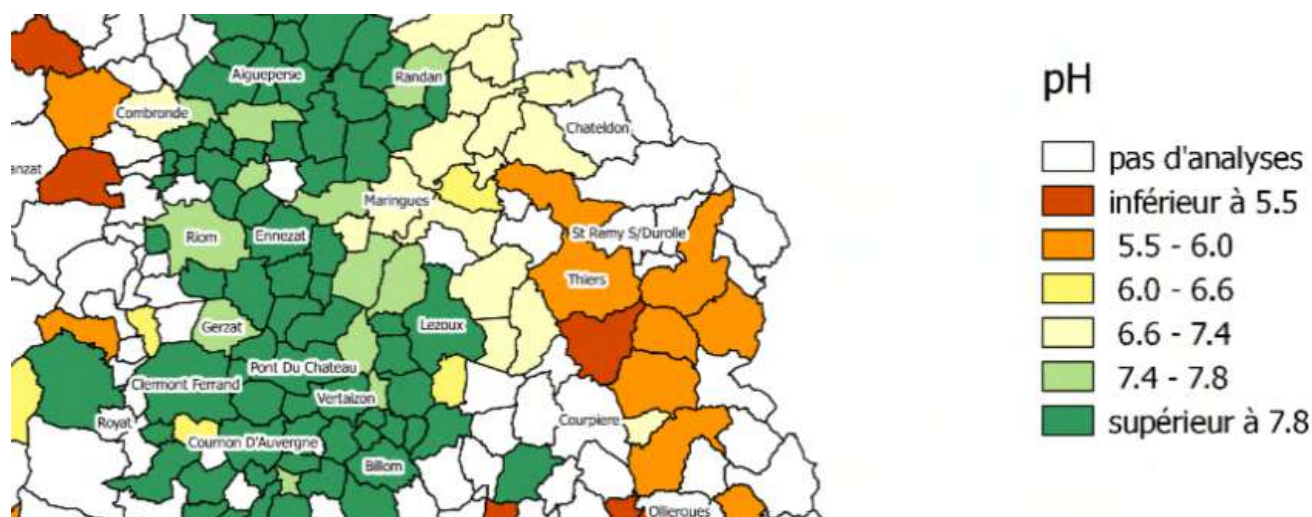 Aigueperse
Randan
Combronde
Chateldon
anzat
Maringues
Riom
Ennezat
St Remy S/Durolle
Thiers
Gerzat
Lezoux
Pont Du Chateau
Clermont Ferrand
Vertaizon
Royat
Courpiere
Cournon D'Auvergne
Billom
Ollierques
pH
pas d'analyses
inférieur à 5.5
5.5 - 6.0
6.0 - 6.6
6.6 - 7.4
7.4 - 7.8
supérieur à 7.8